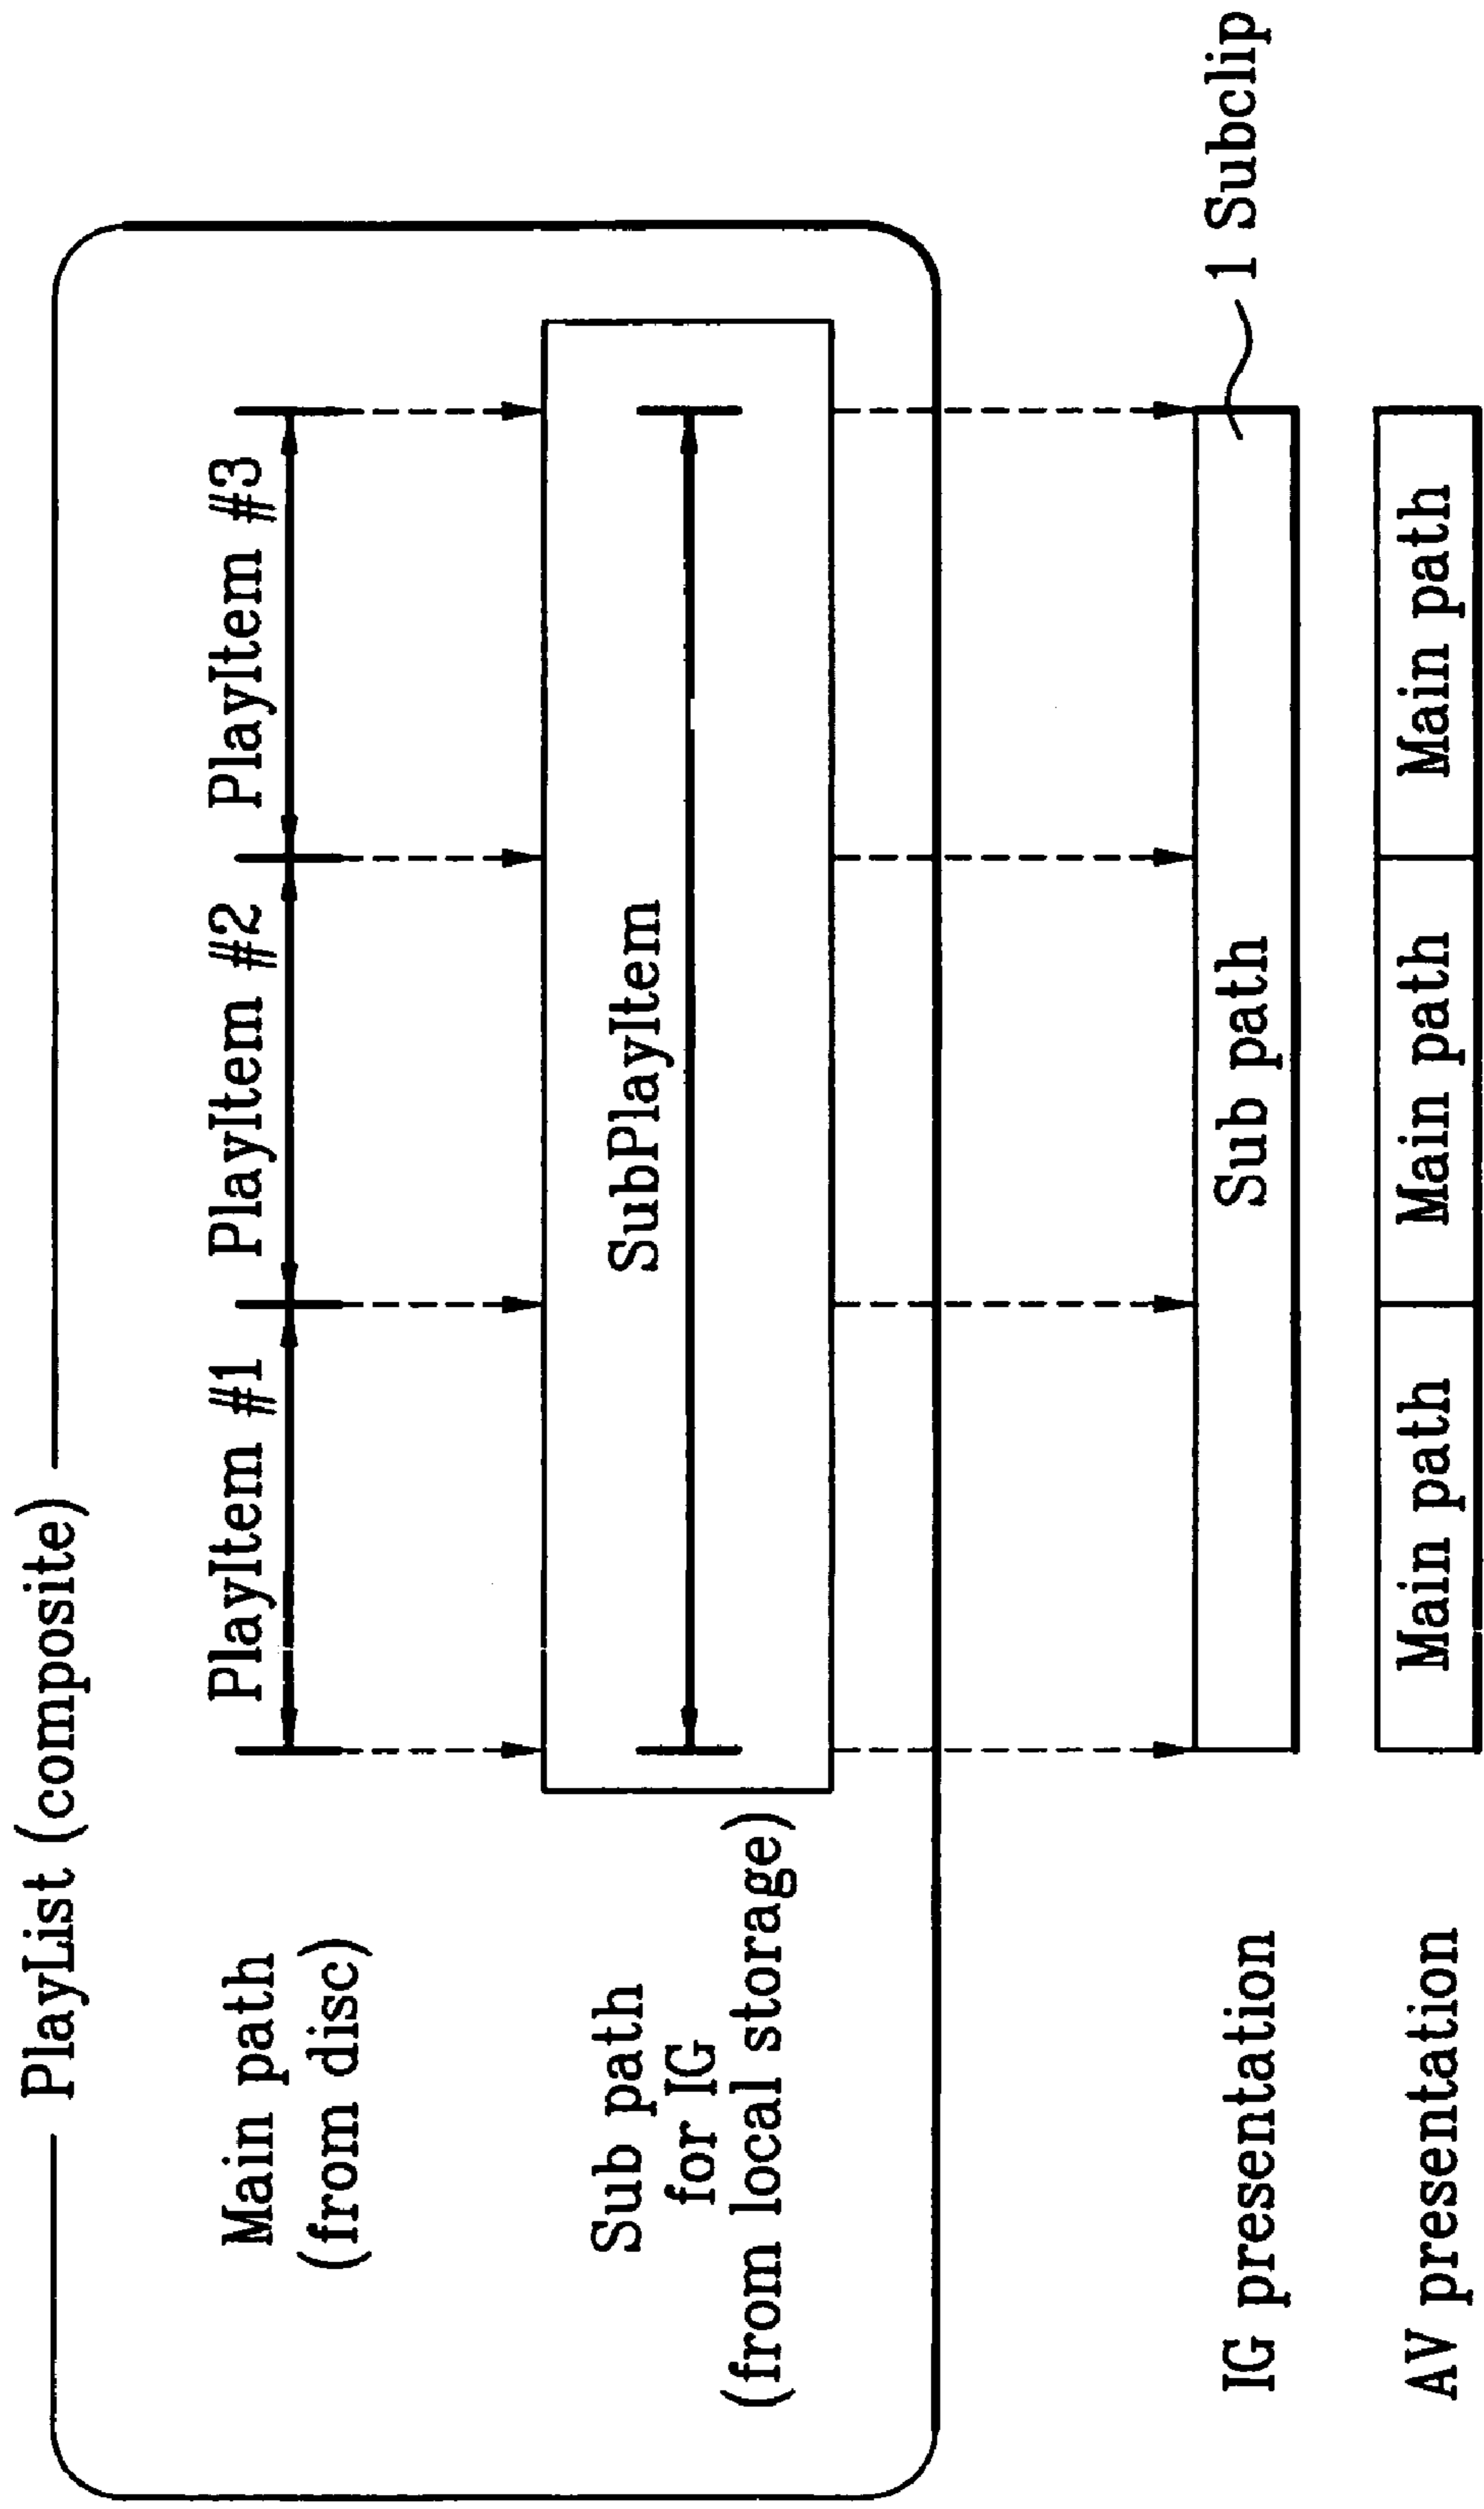 PlayList (composite)
Main path
(from disc)
PlayItem #1
PlayItem #2
PlayItem #3
Sub path
for IG
(from local storage)
SubPlayItem
1 Subclip
IG presentation
Sub path
AV presentation
Main path
Main path
Main path